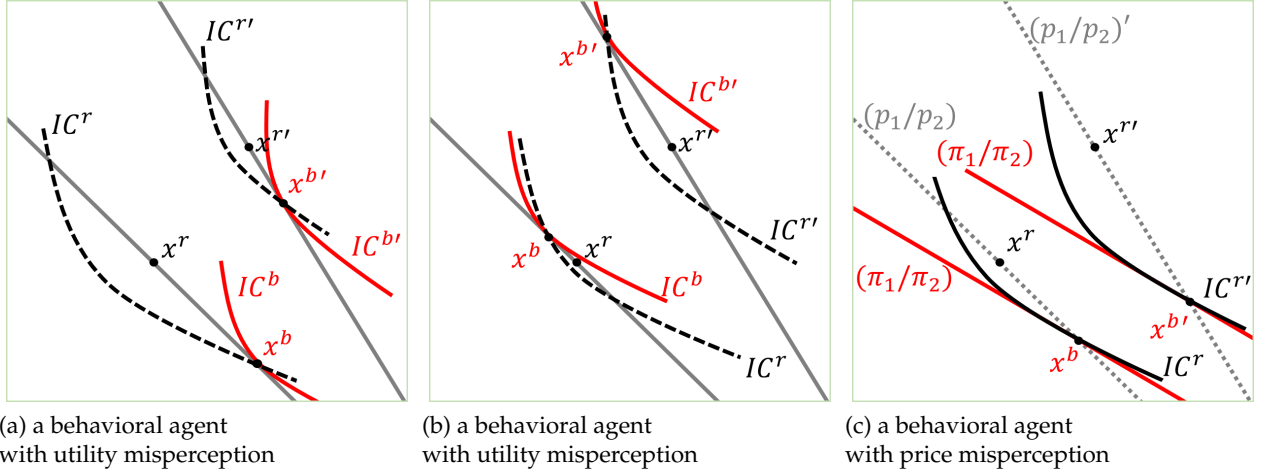 IC^{r'}
IC^r
x^{r'}
x^{b'}
x^r
IC^{b'}
IC^b
x^b
(a) a behavioral agent
with utility misperception
x^{b'}
IC^{b'}
x^{r'}
x^b
x^r
IC^{r'}
IC^b
IC^r
(b) a behavioral agent
with utility misperception
(p_1/p_2)'
(p_1/p_2)
x^{r'}
(π_1/π_2)
x^r
(π_1/π_2)
IC^{r'}
x^{b'}
x^b
IC^r
(c) a behavioral agent
with price misperception